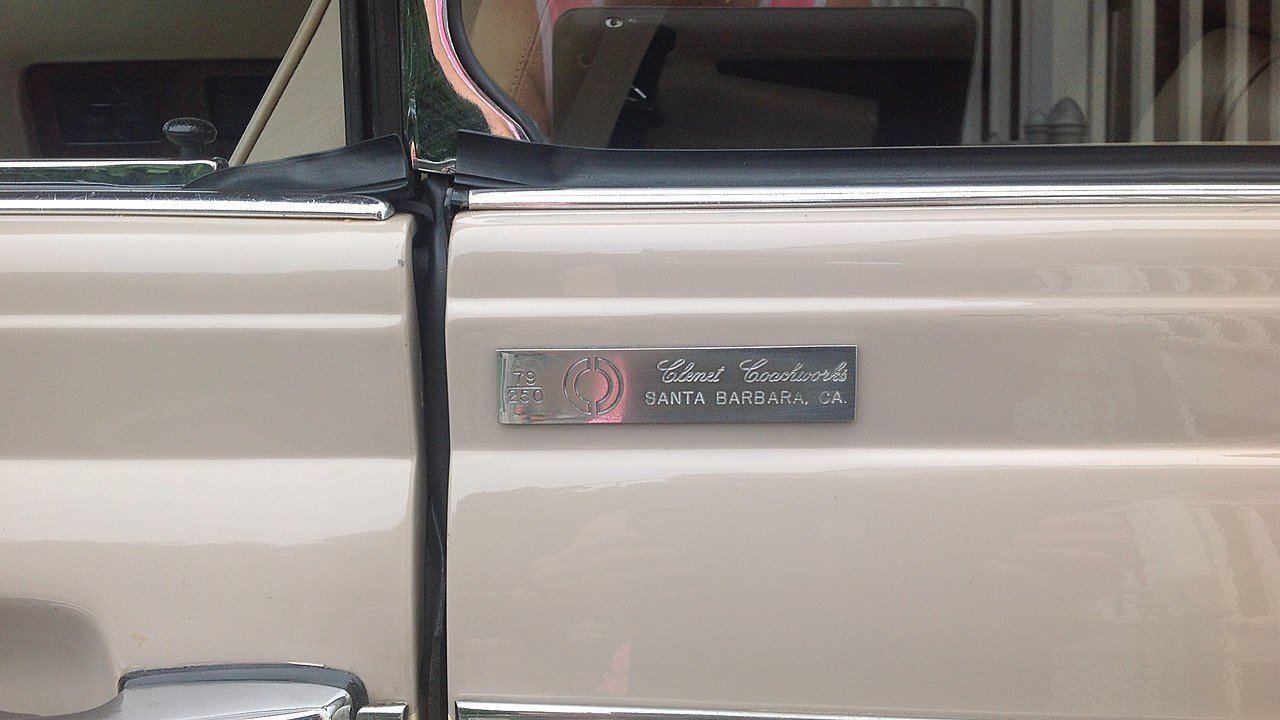 79
250
Clenet Coachworks
SANTA BARBARA, CA.